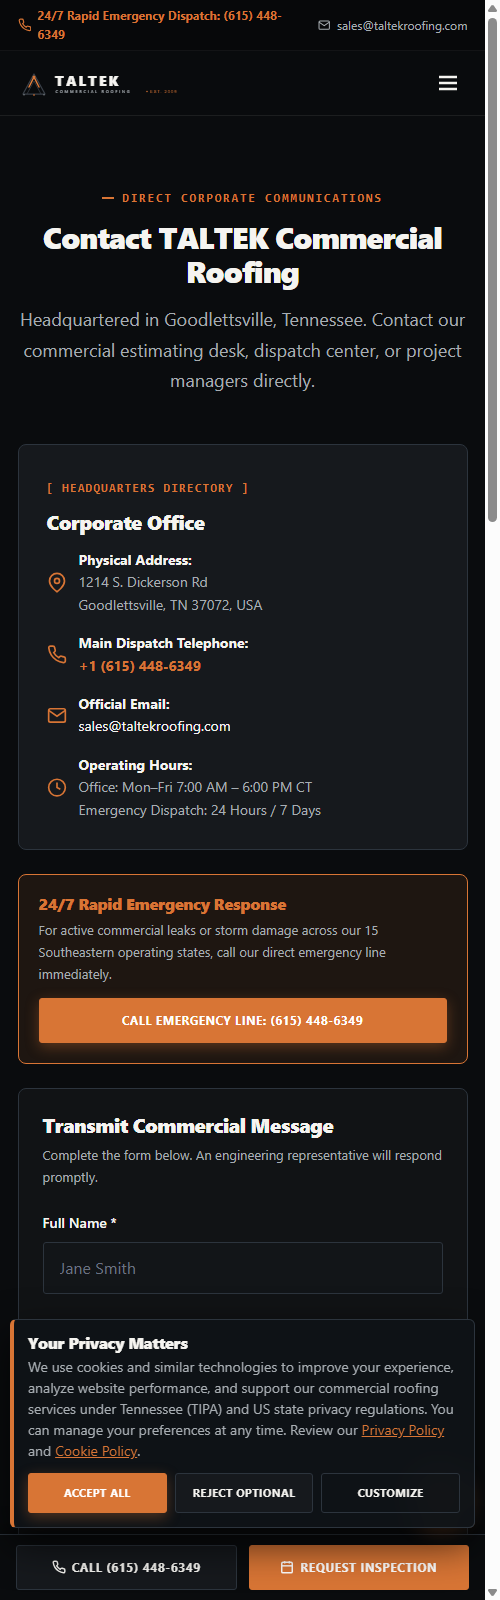 24/7 Rapid Emergency Dispatch: (615) 448-
6349
sales@taltekroofing.com
TALTEK
COMMERCIAL ROOFING
DIRECT CORPORATE COMMUNICATIONS
Contact TALTEK Commercial
Roofing
Headquartered in Goodlettsville, Tennessee. Contact our
commercial estimating desk, dispatch center, or project
managers directly.
[ HEADQUARTERS DIRECTORY ]
Corporate Office
Physical Address:
1214 S. Dickerson Rd
Goodlettsville, TN 37072, USA
Main Dispatch Telephone:
+1 (615) 448-6349
Official Email:
sales@taltekroofing.com
Operating Hours:
Office: Mon–Fri 7:00 AM – 6:00 PM CT
Emergency Dispatch: 24 Hours / 7 Days
24/7 Rapid Emergency Response
For active commercial leaks or storm damage across our 15
Southeastern operating states, call our direct emergency line
immediately.
CALL EMERGENCY LINE: (615) 448-6349
Transmit Commercial Message
Complete the form below. An engineering representative will respond
promptly.
Full Name *
Jane Smith
Your Privacy Matters
We use cookies and similar technologies to improve your experience,
analyze website performance, and support our commercial roofing
services under Tennessee (TIPA) and US state privacy regulations. You
can manage your preferences at any time. Review our Privacy Policy
and Cookie Policy.
ACCEPT ALL
REJECT OPTIONAL
CUSTOMIZE
CALL (615) 448-6349
REQUEST INSPECTION